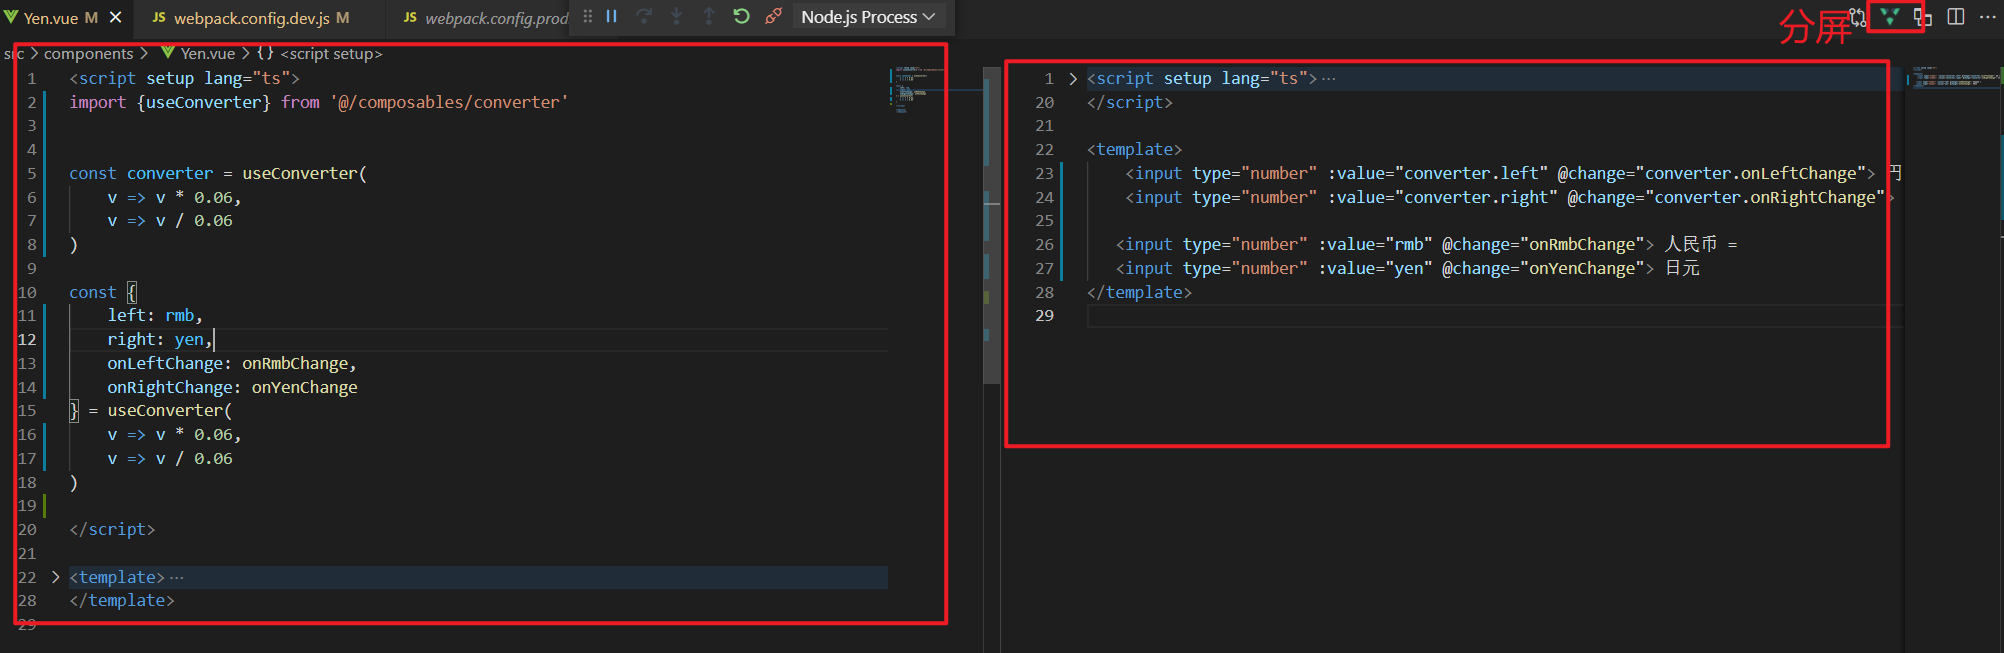 Yen.vue M
JS webpack.config.dev.js M
JS webpack.config.prod
Node.js Process
分屏
src > components > Yen.vue > {} <script setup>
1 <script setup lang="ts">
2 import {useConverter} from '@/composables/converter'
3
4
5 const converter = useConverter(
6 v => v * 0.06,
7 v => v / 0.06
8 )
9
10 const {
11 left: rmb,
12 right: yen,
13 onLeftChange: onRmbChange,
14 onRightChange: onYenChange
15 } = useConverter(
16 v => v * 0.06,
17 v => v / 0.06
18 )
19
20 </script>
21
22 > <template>…
28 </template>
29
1 > <script setup lang="ts">…
20 </script>
21
22 <template>
23 <input type="number" :value="converter.left" @change="converter.onLeftChange"> 円
24 <input type="number" :value="converter.right" @change="converter.onRightChange">
25
26 <input type="number" :value="rmb" @change="onRmbChange"> 人民币 =
27 <input type="number" :value="yen" @change="onYenChange"> 日元
28 </template>
29